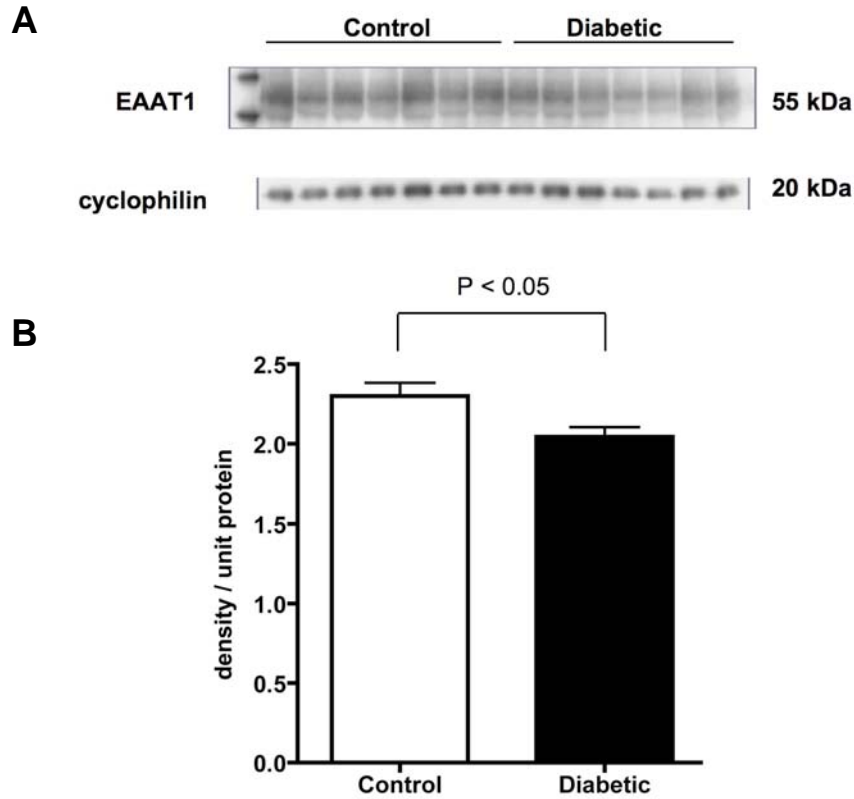 A
Control Diabetic
EAAT1 55 kDa
cyclophilin 20 kDa
B
P < 0.05
density / unit protein
2.5
2.0
1.5
1.0
0.5
0.0
Control Diabetic